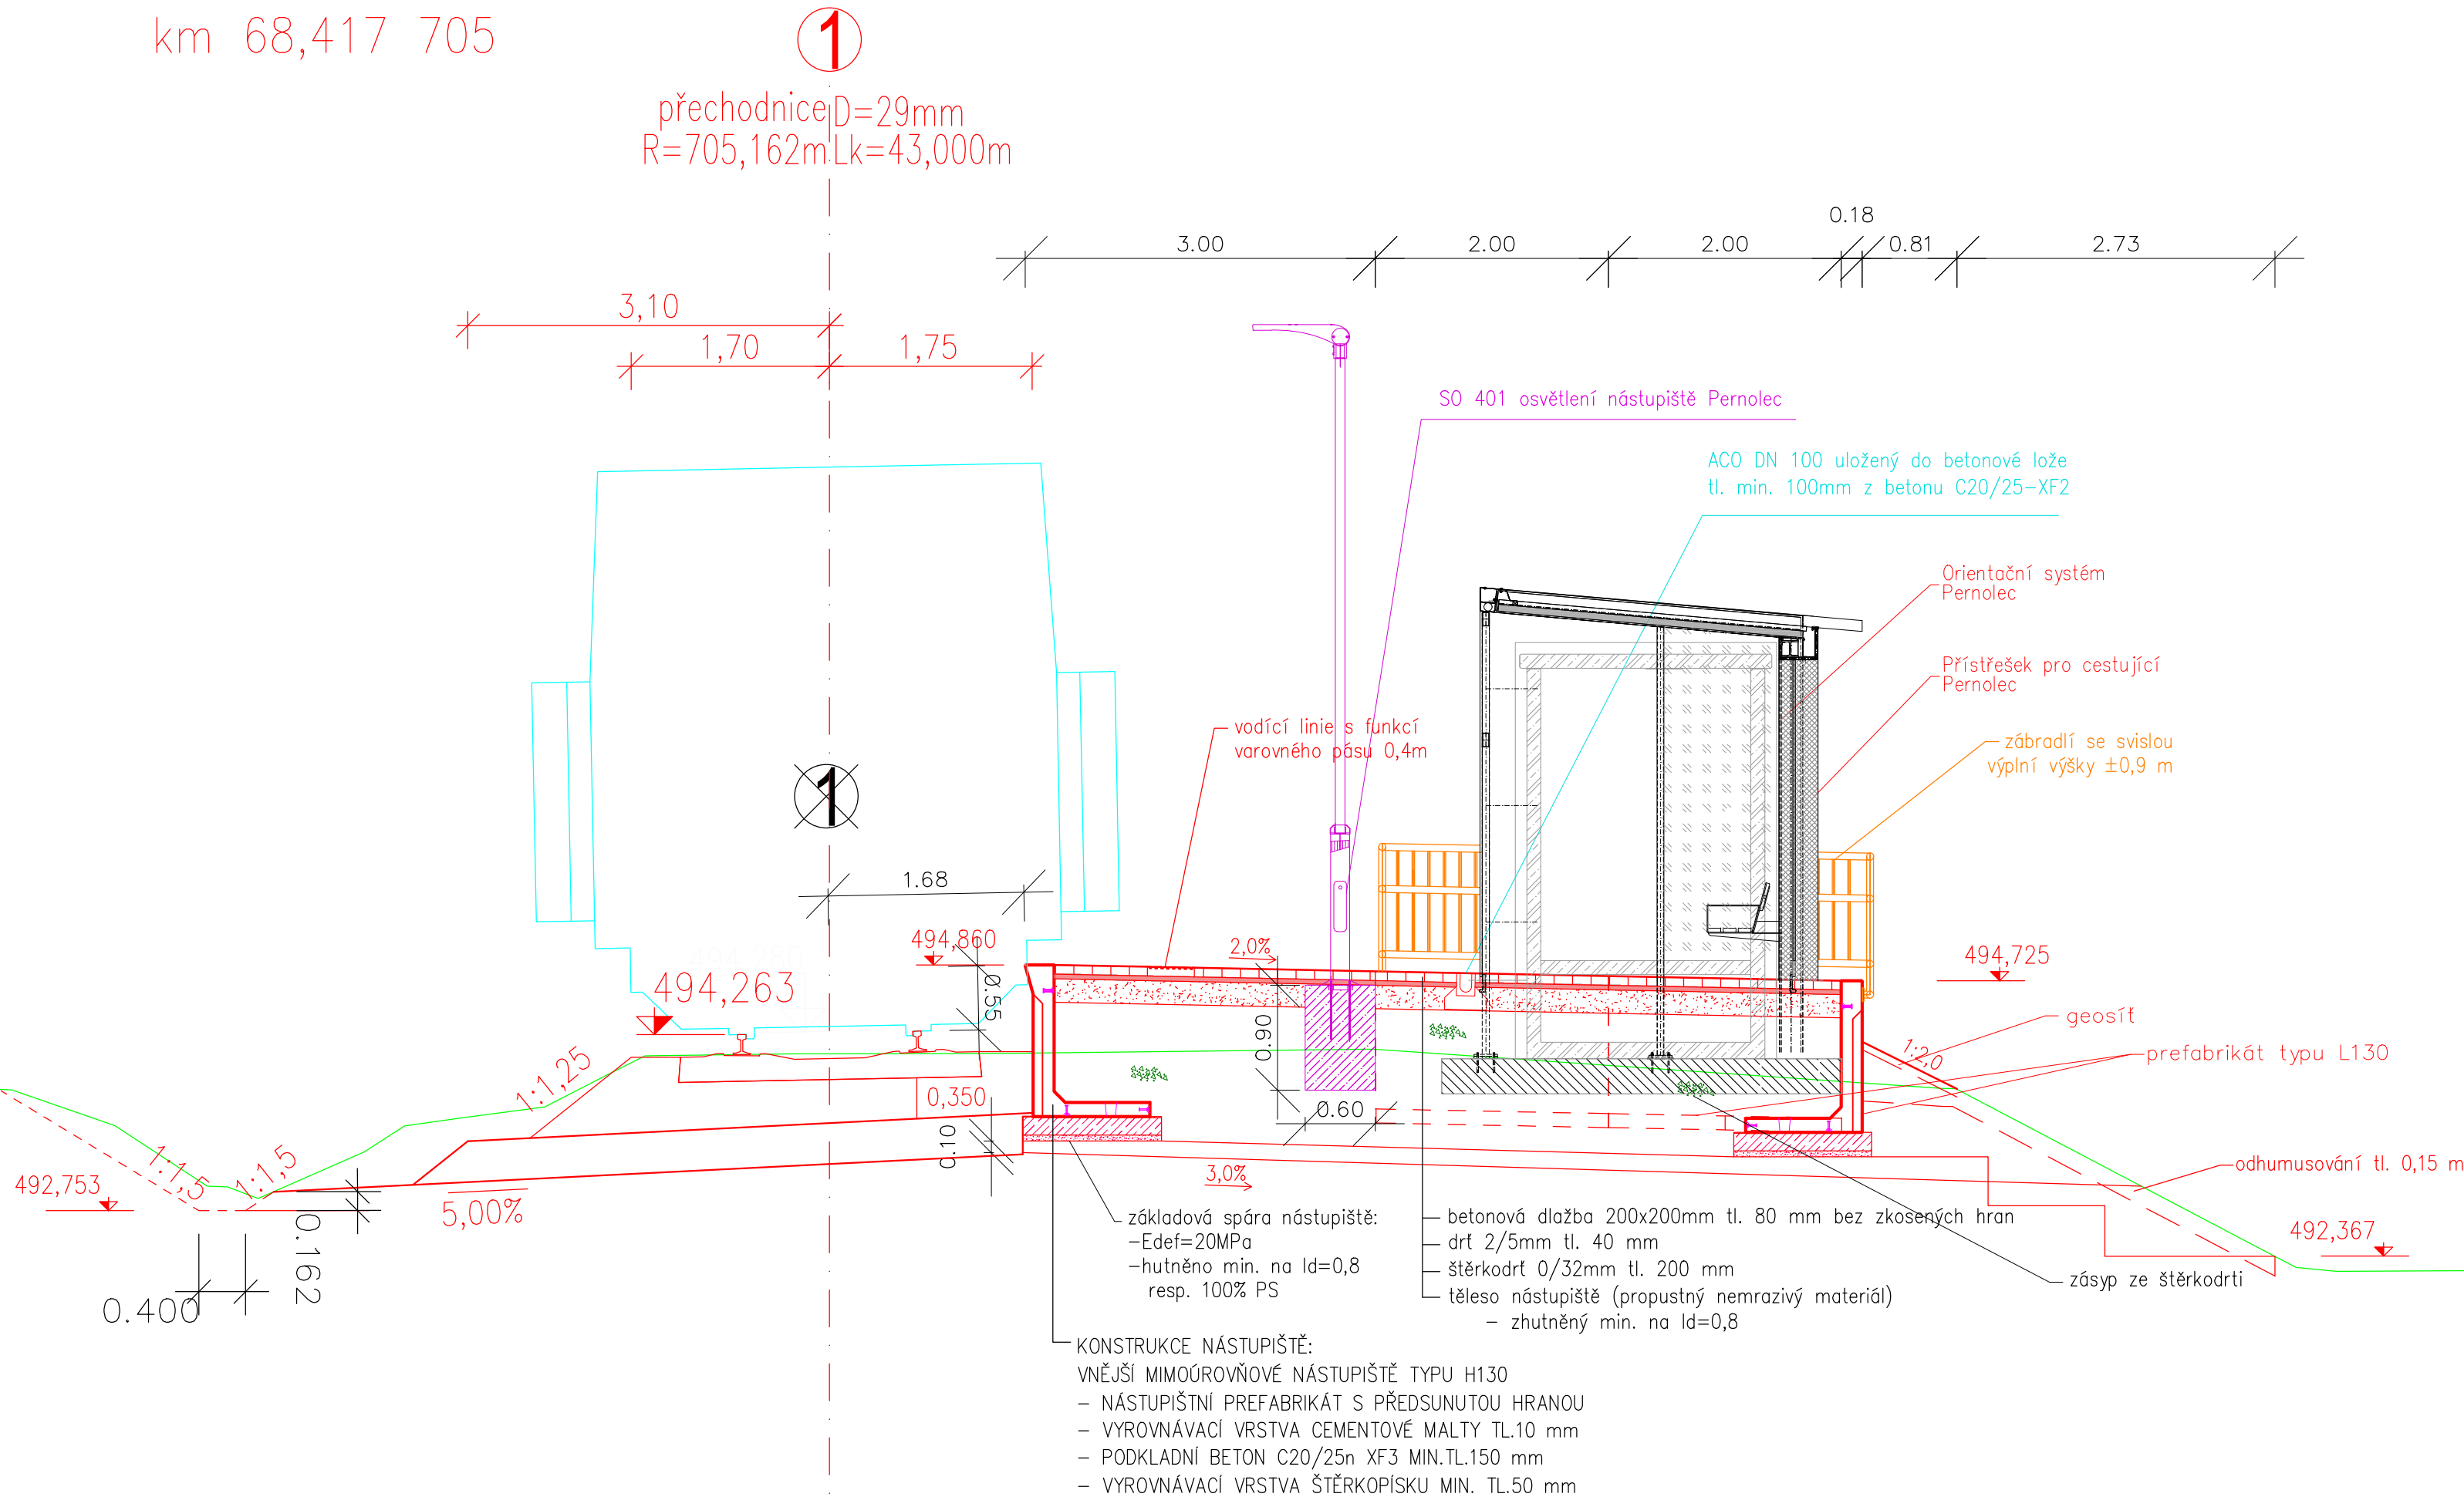 km 68,417 705
1
přechodnice D=29mm
R=705,162m Lk=43,000m
0.18
3.00
2.00
2.00
0.81
2.73
3,10
1,70
1,75
SO 401 osvětlení nástupiště Pernolec
ACO DN 100 uložený do betonové lože
tl. min. 100mm z betonu C20/25-XF2
Orientační systém
Pernolec
Přístřešek pro cestující
Pernolec
vodící linie s funkcí
varovného pásu 0,4m
zábradlí se svislou
výplní výšky ±0,9 m
1
1.68
494,860
2,0%
494,725
494,263
0.55
geosíť
0.90
1:2,0
prefabrikát typu L130
1:1,25
0,350
0.60
0.10
1:1,5
1:1,5
492,753
3,0%
odhumusování tl. 0,15 m
5,00%
0.162
0.400
základová spára nástupiště:
-Edef=20MPa
-hutněno min. na Id=0,8
resp. 100% PS
betonová dlažba 200x200mm tl. 80 mm bez zkosených hran
drť 2/5mm tl. 40 mm
štěrkodrť 0/32mm tl. 200 mm
těleso nástupiště (propustný nemrazivý materiál)
- zhutněný min. na Id=0,8
492,367
zásyp ze štěrkodrti
KONSTRUKCE NÁSTUPIŠTĚ:
VNĚJŠÍ MIMOÚROVŇOVÉ NÁSTUPIŠTĚ TYPU H130
- NÁSTUPIŠTNÍ PREFABRIKÁT S PŘEDSUNUTOU HRANOU
- VYROVNÁVACÍ VRSTVA CEMENTOVÉ MALTY TL.10 mm
- PODKLADNÍ BETON C20/25n XF3 MIN.TL.150 mm
- VYROVNÁVACÍ VRSTVA ŠTĚRKOPÍSKU MIN. TL.50 mm